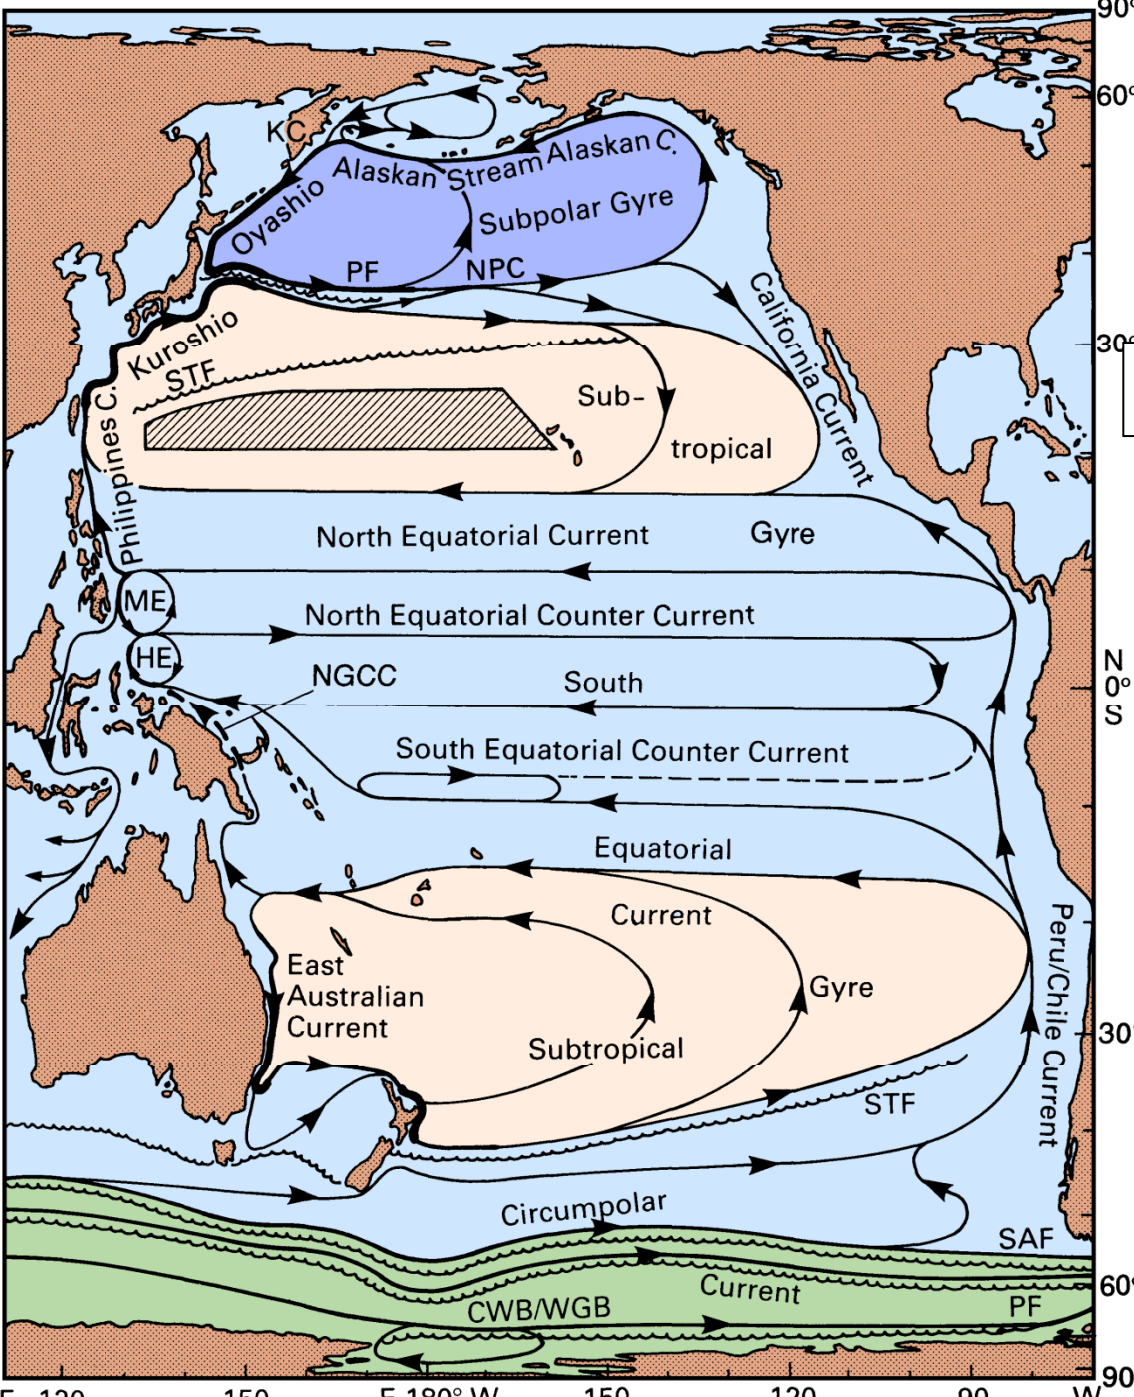 90°
60°
KC
Alaskan Stream
Alaskan C.
Oyashio
Subpolar Gyre
PF
NPC
California Current
Kuroshio
30°
STF
Philippines C.
Sub-
tropical
North Equatorial Current
Gyre
ME
North Equatorial Counter Current
HE
NGCC
South
N
0°
S
South Equatorial Counter Current
Equatorial
Current
Peru/Chile Current
East
Australian
Current
Gyre
30
Subtropical
STF
Circumpolar
SAF
Current
60°
CWB/WGB
PF
90
150
E 180° W
150
120
90
W